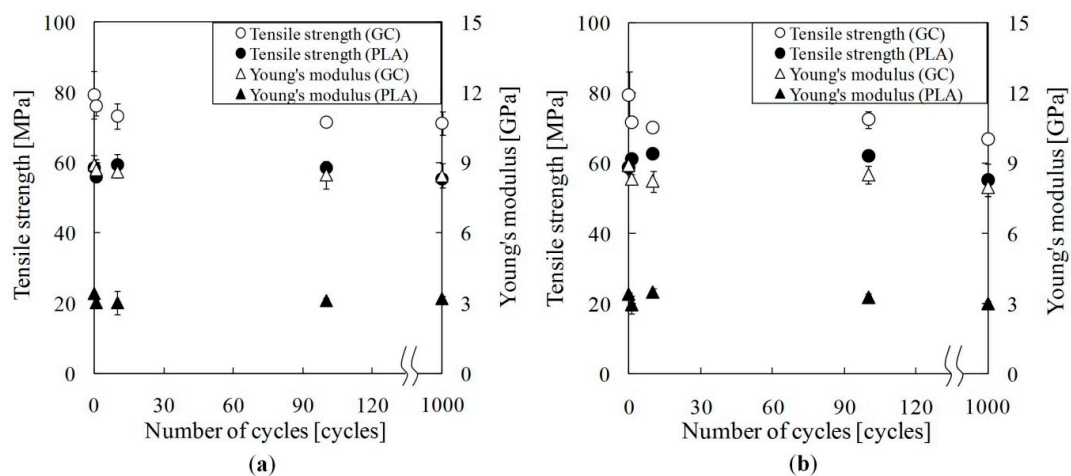 100
80
60
40
20
0
Tensile strength [MPa]
Tensile strength (GC)
Tensile strength (PLA)
Young's modulus (GC)
Young's modulus (PLA)
15
12
9
6
3
0
Young's modulus [GPa]
0 30 60 90 120 1000
Number of cycles [cycles]
(a)
100
80
60
40
20
0
Tensile strength [MPa]
Tensile strength (GC)
Tensile strength (PLA)
Young's modulus (GC)
Young's modulus (PLA)
15
12
9
6
3
0
Young's modulus [GPa]
0 30 60 90 120 1000
Number of cycles [cycles]
(b)